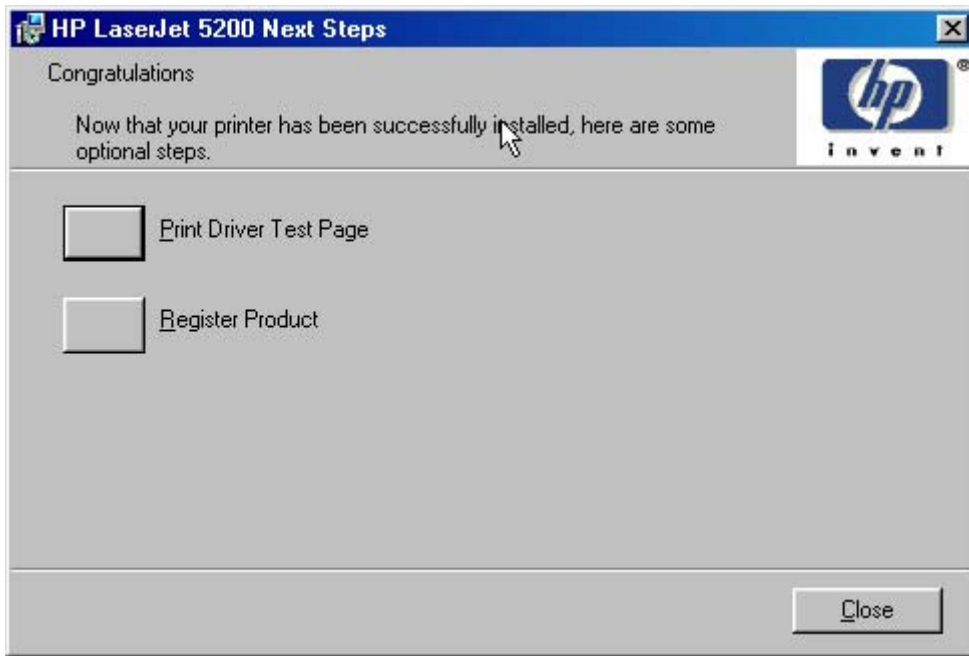 HP LaserJet 5200 Next Steps
Congratulations
Now that your printer has been successfully installed, here are some
optional steps.
hp
®
invent
Print Driver Test Page
Register Product
Close